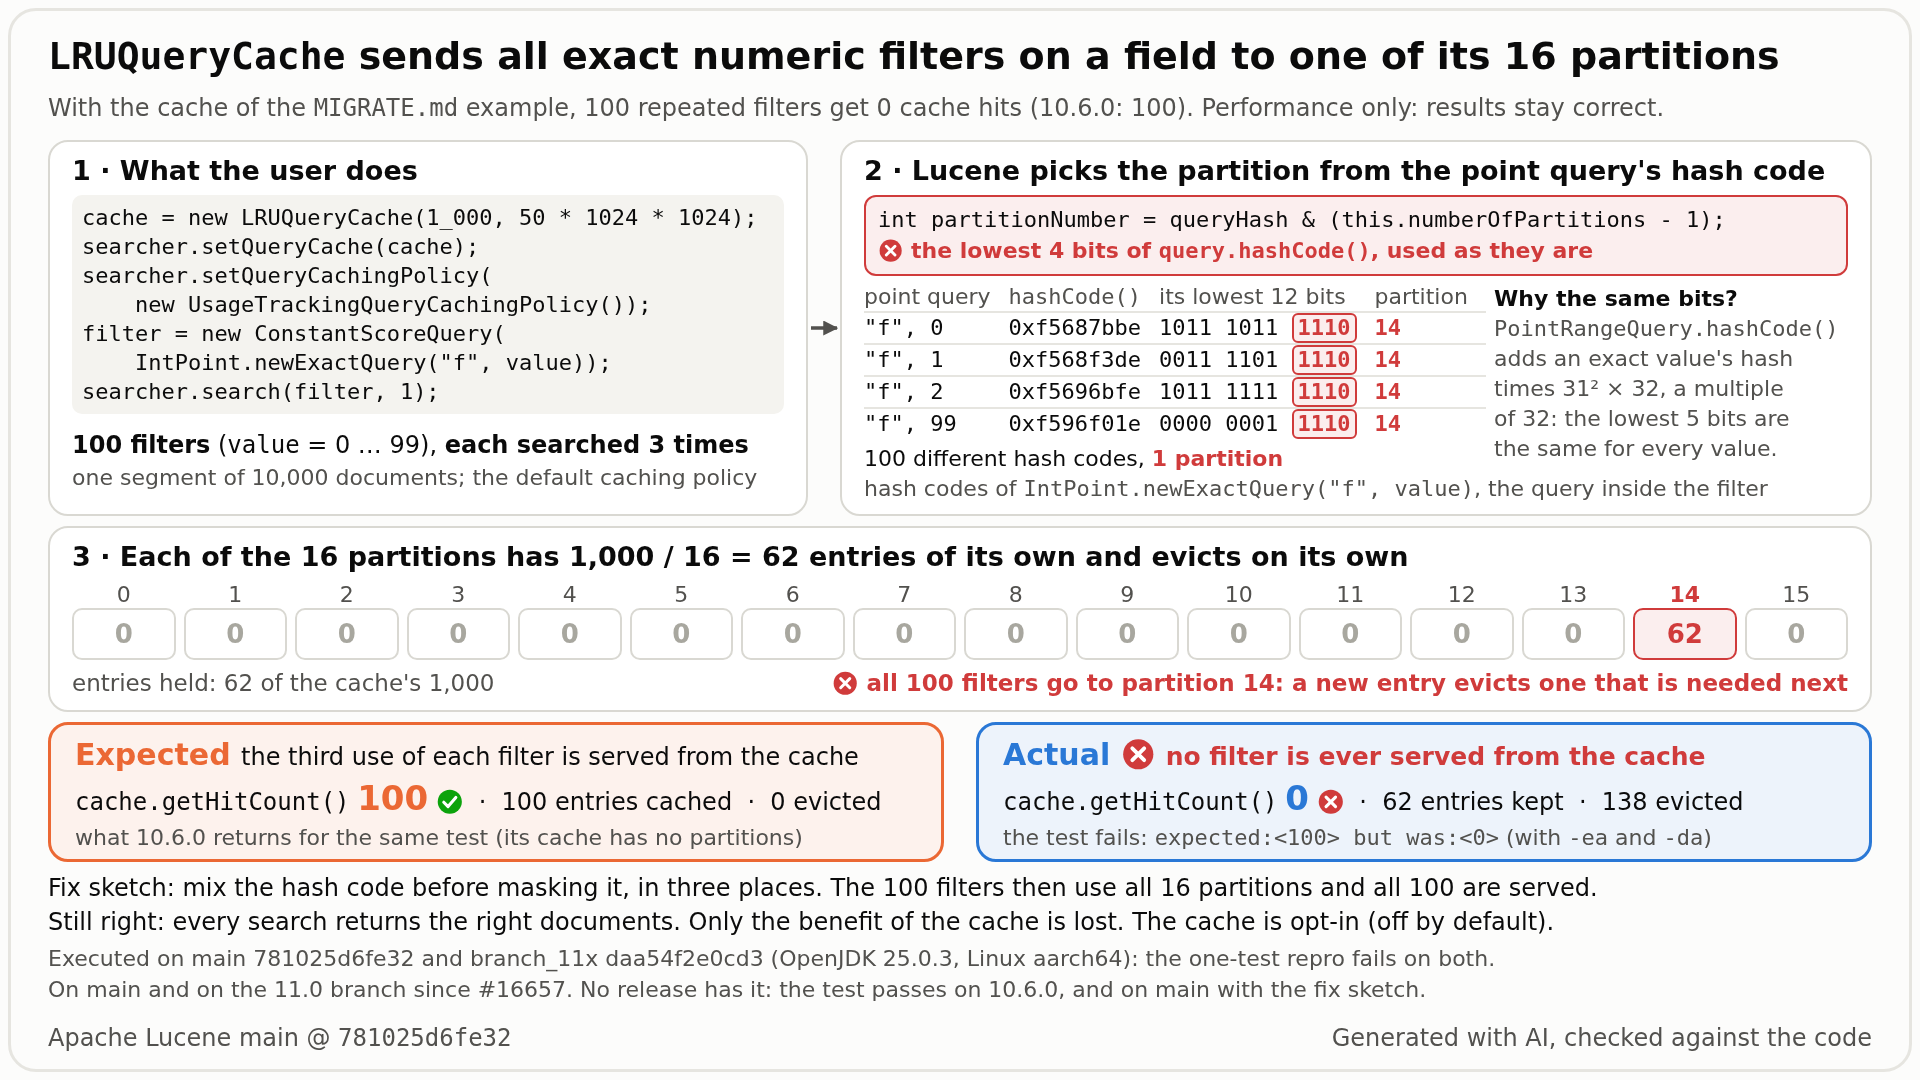 LRUQueryCache sends all exact numeric filters on a field to one of its 16 partitions
With the cache of the MIGRATE.md example, 100 repeated filters get 0 cache hits (10.6.0: 100). Performance only: results stay correct.
1 · What the user does
cache = new LRUQueryCache(1_000, 50 * 1024 * 1024);
searcher.setQueryCache(cache);
searcher.setQueryCachingPolicy(
    new UsageTrackingQueryCachingPolicy());
filter = new ConstantScoreQuery(
    IntPoint.newExactQuery("f", value));
searcher.search(filter, 1);
100 filters (value = 0 … 99), each searched 3 times
one segment of 10,000 documents; the default caching policy
2 · Lucene picks the partition from the point query's hash code
int partitionNumber = queryHash & (this.numberOfPartitions - 1);
the lowest 4 bits of query.hashCode(), used as they are
point query hashCode() its lowest 12 bits partition
"f", 0 0xf5687bbe 1011 1011 1110 14
"f", 1 0xf568f3de 0011 1101 1110 14
"f", 2 0xf5696bfe 1011 1111 1110 14
"f", 99 0xf596f01e 0000 0001 1110 14
100 different hash codes, 1 partition
Why the same bits?
PointRangeQuery.hashCode()
adds an exact value's hash
times 31² × 32, a multiple
of 32: the lowest 5 bits are
the same for every value.
hash codes of IntPoint.newExactQuery("f", value), the query inside the filter
3 · Each of the 16 partitions has 1,000 / 16 = 62 entries of its own and evicts on its own
0 1 2 3 4 5 6 7 8 9 10 11 12 13 14 15
0 0 0 0 0 0 0 0 0 0 0 0 0 0 62 0
entries held: 62 of the cache's 1,000
all 100 filters go to partition 14: a new entry evicts one that is needed next
Expected the third use of each filter is served from the cache
cache.getHitCount() 100 · 100 entries cached · 0 evicted
what 10.6.0 returns for the same test (its cache has no partitions)
Actual no filter is ever served from the cache
cache.getHitCount() 0 · 62 entries kept · 138 evicted
the test fails: expected:<100> but was:<0> (with -ea and -da)
Fix sketch: mix the hash code before masking it, in three places. The 100 filters then use all 16 partitions and all 100 are served.
Still right: every search returns the right documents. Only the benefit of the cache is lost. The cache is opt-in (off by default).
Executed on main 781025d6fe32 and branch_11x daa54f2e0cd3 (OpenJDK 25.0.3, Linux aarch64): the one-test repro fails on both.
On main and on the 11.0 branch since #16657. No release has it: the test passes on 10.6.0, and on main with the fix sketch.
Apache Lucene main @ 781025d6fe32
Generated with AI, checked against the code